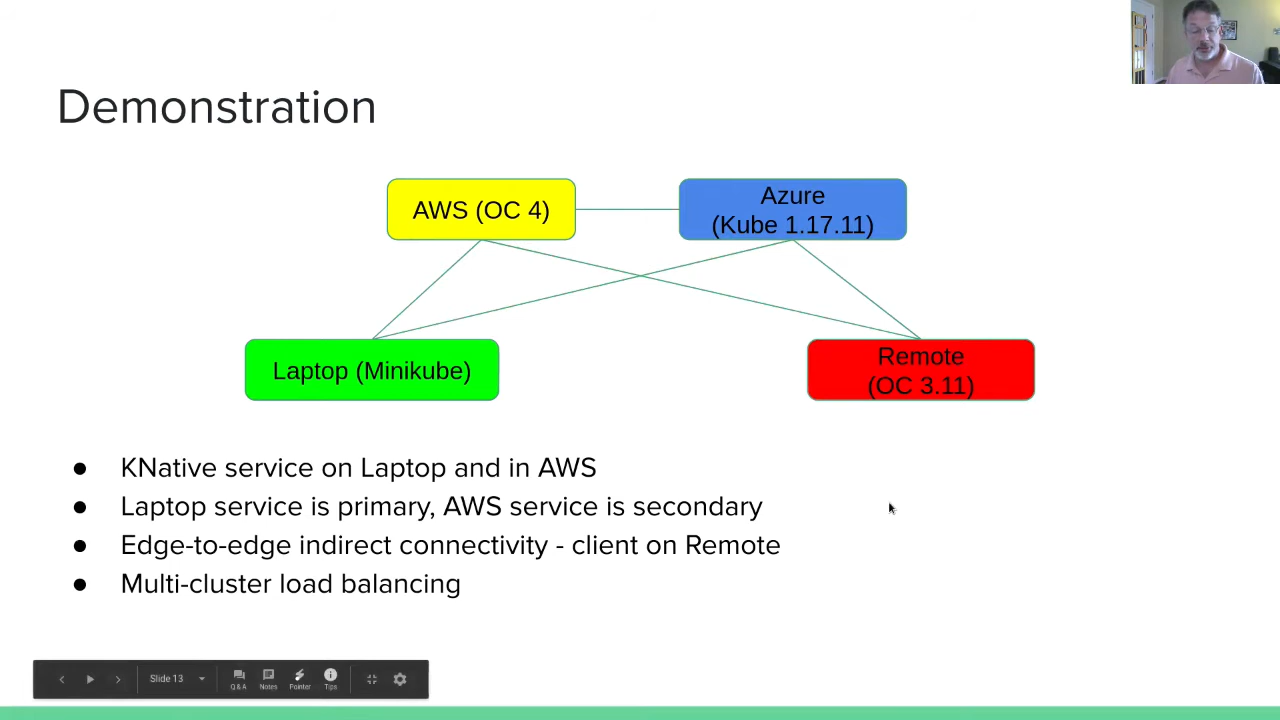 Demonstration
AWS (OC 4)
Azure
(Kube 1.17.11)
Laptop (Minikube)
Remote
(OC 3.11)
● KNative service on Laptop and in AWS
● Laptop service is primary, AWS service is secondary
● Edge-to-edge indirect connectivity - client on Remote
● Multi-cluster load balancing
Slide 13
Q&A
Notes
Pointer
Tips